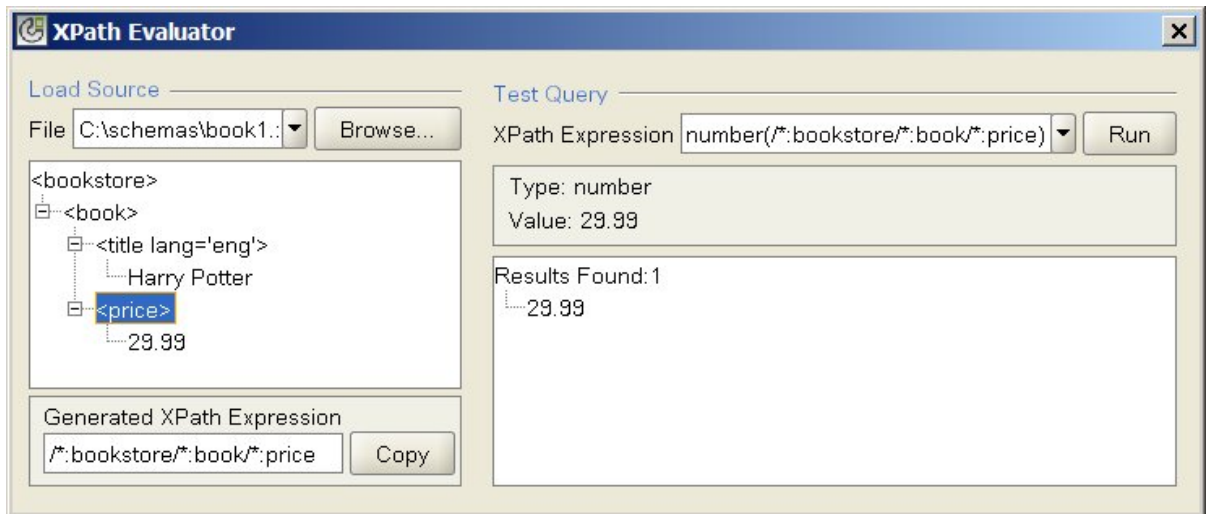 XPath Evaluator
Load Source
File C:\schemas\book1.: Browse...
<bookstore>
<book>
<title lang='eng'>
Harry Potter
<price>
29.99
Generated XPath Expression
/*:bookstore/*:book/*:price Copy
Test Query
XPath Expression number(/*:bookstore/*:book/*:price) Run
Type: number
Value: 29.99
Results Found:1
29.99